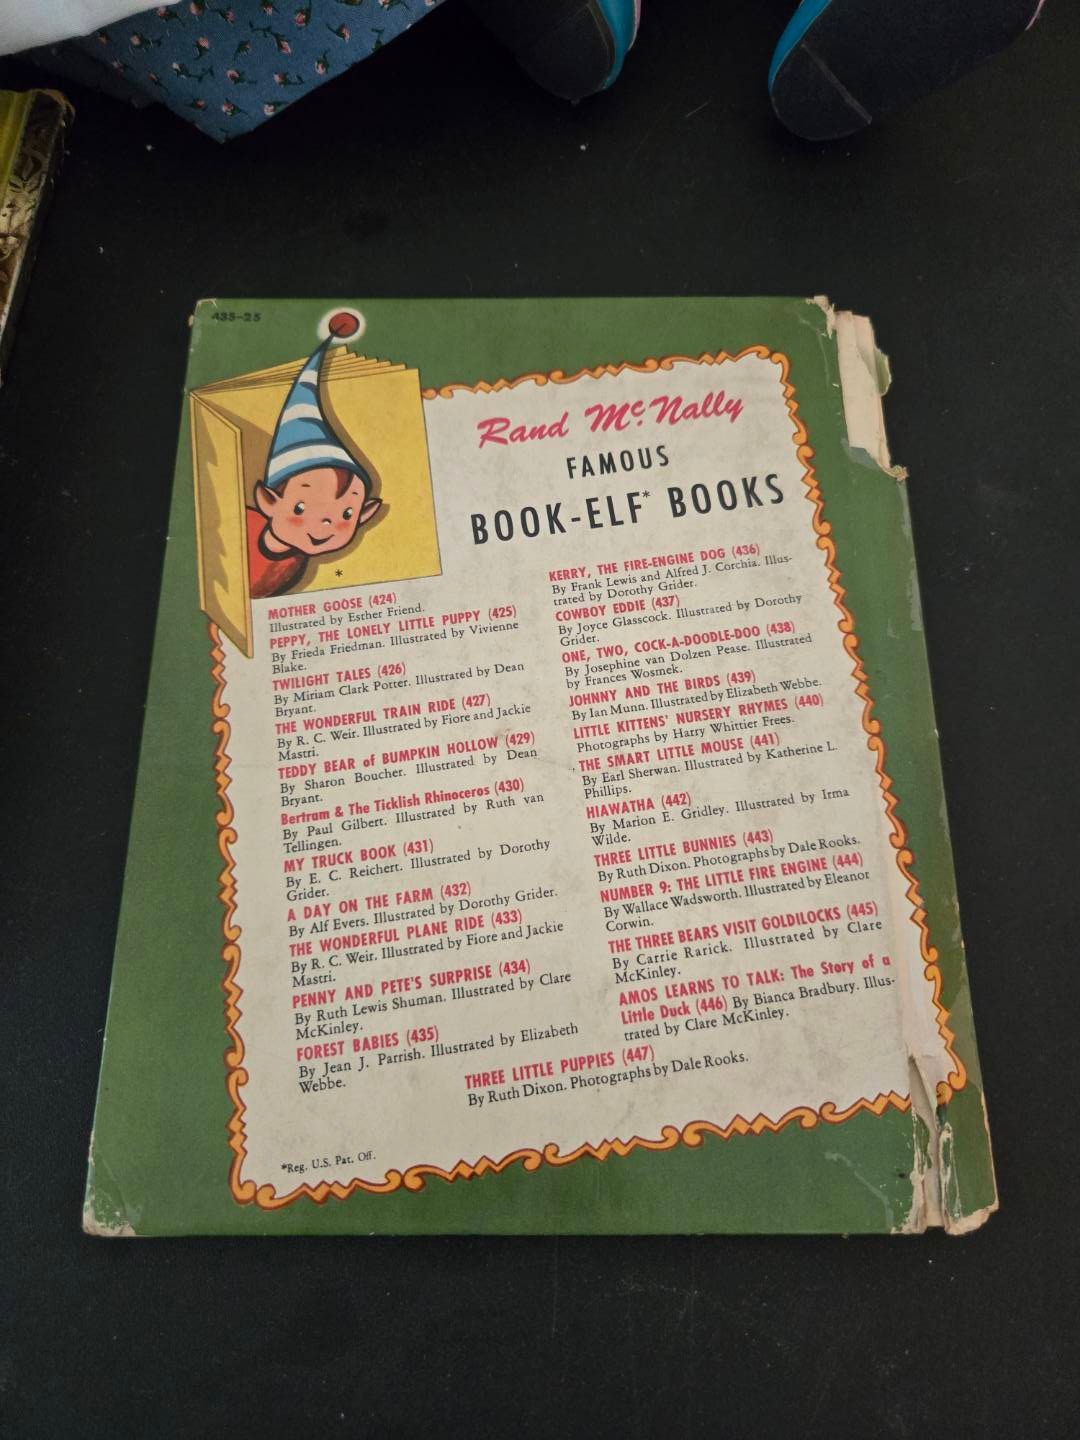 435-25
Rand McNally
FAMOUS
BOOK-ELF* BOOKS
*
MOTHER GOOSE (424)
Illustrated by Esther Friend.
PEPPY, THE LONELY LITTLE PUPPY (425)
By Frieda Friedman. Illustrated by Vivienne
Blake.
TWILIGHT TALES (426)
By Miriam Clark Potter. Illustrated by Dean
Bryant.
THE WONDERFUL TRAIN RIDE (427)
By R. C. Weir. Illustrated by Fiore and Jackie
Mastri.
TEDDY BEAR of BUMPKIN HOLLOW (429)
By Sharon Boucher. Illustrated by Dean
Bryant.
Bertram & The Ticklish Rhinoceros (430)
By Paul Gilbert. Illustrated by Ruth van
Tellingen.
MY TRUCK BOOK (431)
By E. C. Reichert. Illustrated by Dorothy
Grider.
A DAY ON THE FARM (432)
By Alf Evers. Illustrated by Dorothy Grider.
THE WONDERFUL PLANE RIDE (433)
By R. C. Weir. Illustrated by Fiore and Jackie
Mastri.
PENNY AND PETE'S SURPRISE (434)
By Ruth Lewis Shuman. Illustrated by Clare
McKinley.
FOREST BABIES (435)
By Jean J. Parrish. Illustrated by Elizabeth
Webbe.
KERRY, THE FIRE-ENGINE DOG (436)
By Frank Lewis and Alfred J. Corchia. Illus-
trated by Dorothy Grider.
COWBOY EDDIE (437)
By Joyce Glasscock. Illustrated by Dorothy
Grider.
ONE, TWO, COCK-A-DOODLE-DOO (438)
By Josephine van Dolzen Pease. Illustrated
by Frances Wosmek.
JOHNNY AND THE BIRDS (439)
By Ian Munn. Illustrated by Elizabeth Webbe.
LITTLE KITTENS' NURSERY RHYMES (440)
Photographs by Harry Whittier Frees.
THE SMART LITTLE MOUSE (441)
By Earl Sherwan. Illustrated by Katherine L.
Phillips.
HIAWATHA (442)
By Marion E. Gridley. Illustrated by Irma
Wilde.
THREE LITTLE BUNNIES (443)
By Ruth Dixon. Photographs by Dale Rooks.
NUMBER 9: THE LITTLE FIRE ENGINE (444)
By Wallace Wadsworth. Illustrated by Eleanor
Corwin.
THE THREE BEARS VISIT GOLDILOCKS (445)
By Carrie Rarick. Illustrated by Clare
McKinley.
AMOS LEARNS TO TALK: The Story of a
Little Duck (446) By Bianca Bradbury. Illus-
trated by Clare McKinley.
THREE LITTLE PUPPIES (447)
By Ruth Dixon. Photographs by Dale Rooks.
*Reg. U.S. Pat. Off.